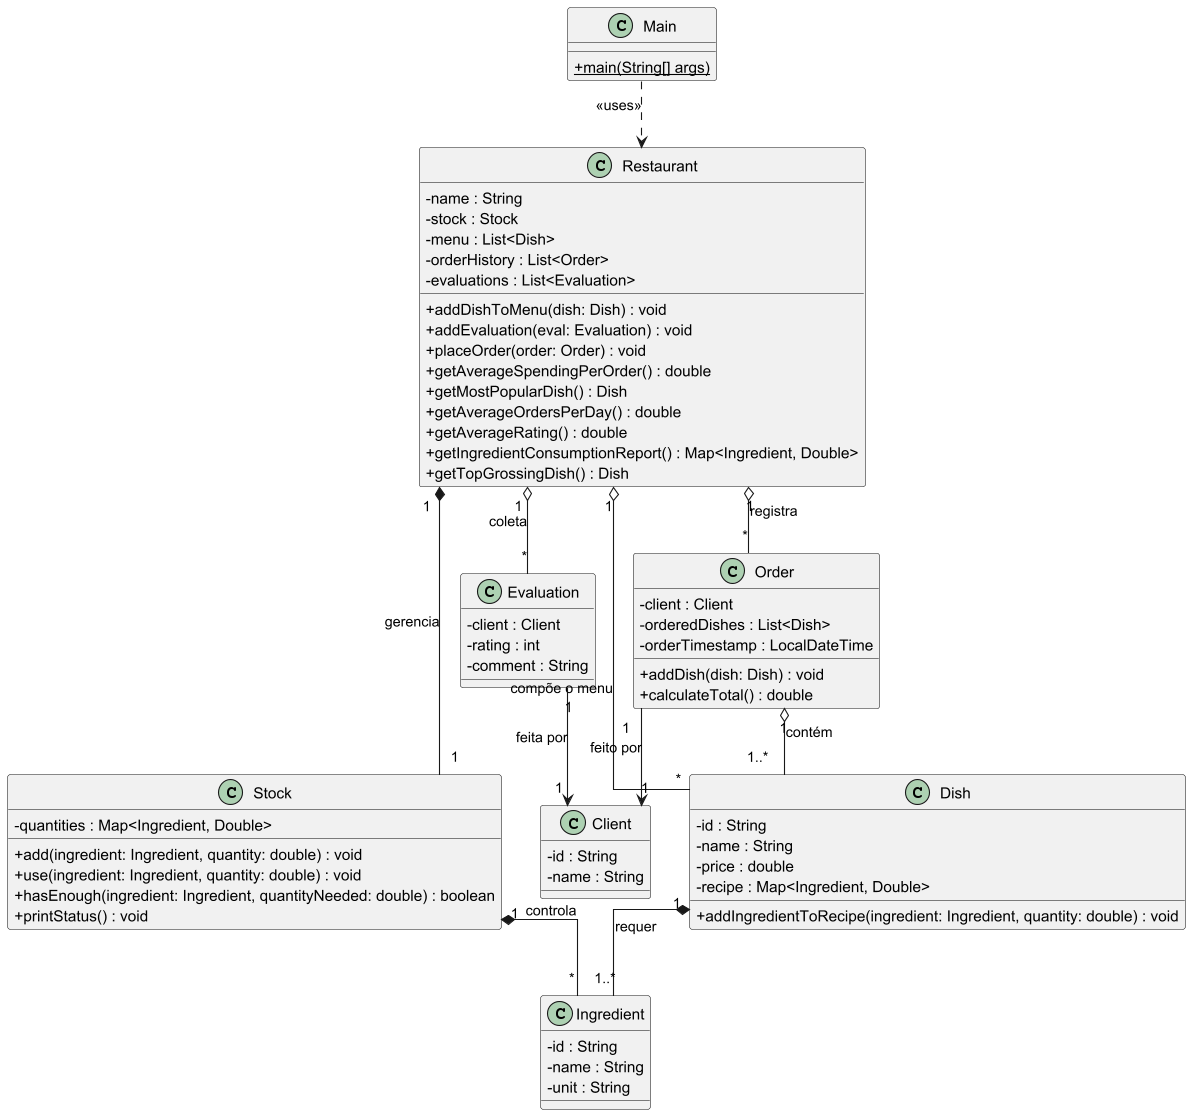 C Main
+main(String[] args)
«uses»
C Restaurant
-name : String
-stock : Stock
-menu : List<Dish>
-orderHistory : List<Order>
-evaluations : List<Evaluation>
+addDishToMenu(dish: Dish) : void
+addEvaluation(eval: Evaluation) : void
+placeOrder(order: Order) : void
+getAverageSpendingPerOrder() : double
+getMostPopularDish() : Dish
+getAverageOrdersPerDay() : double
+getAverageRating() : double
+getIngredientConsumptionReport() : Map<Ingredient, Double>
+getTopGrossingDish() : Dish
1
1
1
1
coleta
registra
*
*
C Evaluation
-client : Client
-rating : int
-comment : String
C Order
-client : Client
-orderedDishes : List<Dish>
-orderTimestamp : LocalDateTime
+addDish(dish: Dish) : void
+calculateTotal() : double
gerencia
compõe o menu
1
feita por
1
feito por
1
contém
1
1
1
*
1..*
C Stock
-quantities : Map<Ingredient, Double>
+add(ingredient: Ingredient, quantity: double) : void
+use(ingredient: Ingredient, quantity: double) : void
+hasEnough(ingredient: Ingredient, quantityNeeded: double) : boolean
+printStatus() : void
C Client
-id : String
-name : String
C Dish
-id : String
-name : String
-price : double
-recipe : Map<Ingredient, Double>
+addIngredientToRecipe(ingredient: Ingredient, quantity: double) : void
1
controla
1
requer
*
1..*
C Ingredient
-id : String
-name : String
-unit : String